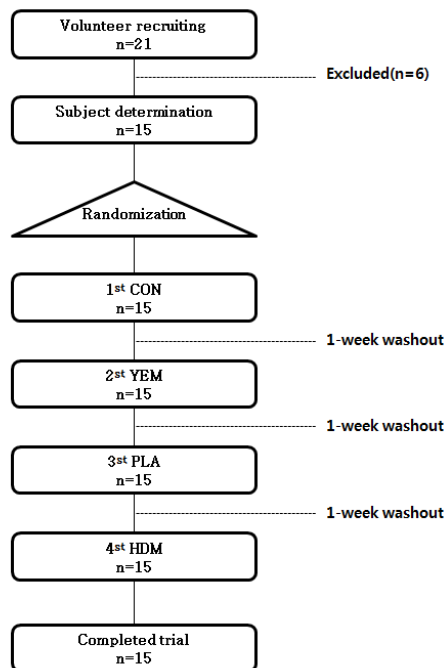 Volunteer recruiting
n=21
Excluded(n=6)
Subject determination
n=15
Randomization
1st CON
n=15
1-week washout
2st YEM
n=15
1-week washout
3st PLA
n=15
1-week washout
4st HDM
n=15
Completed trial
n=15